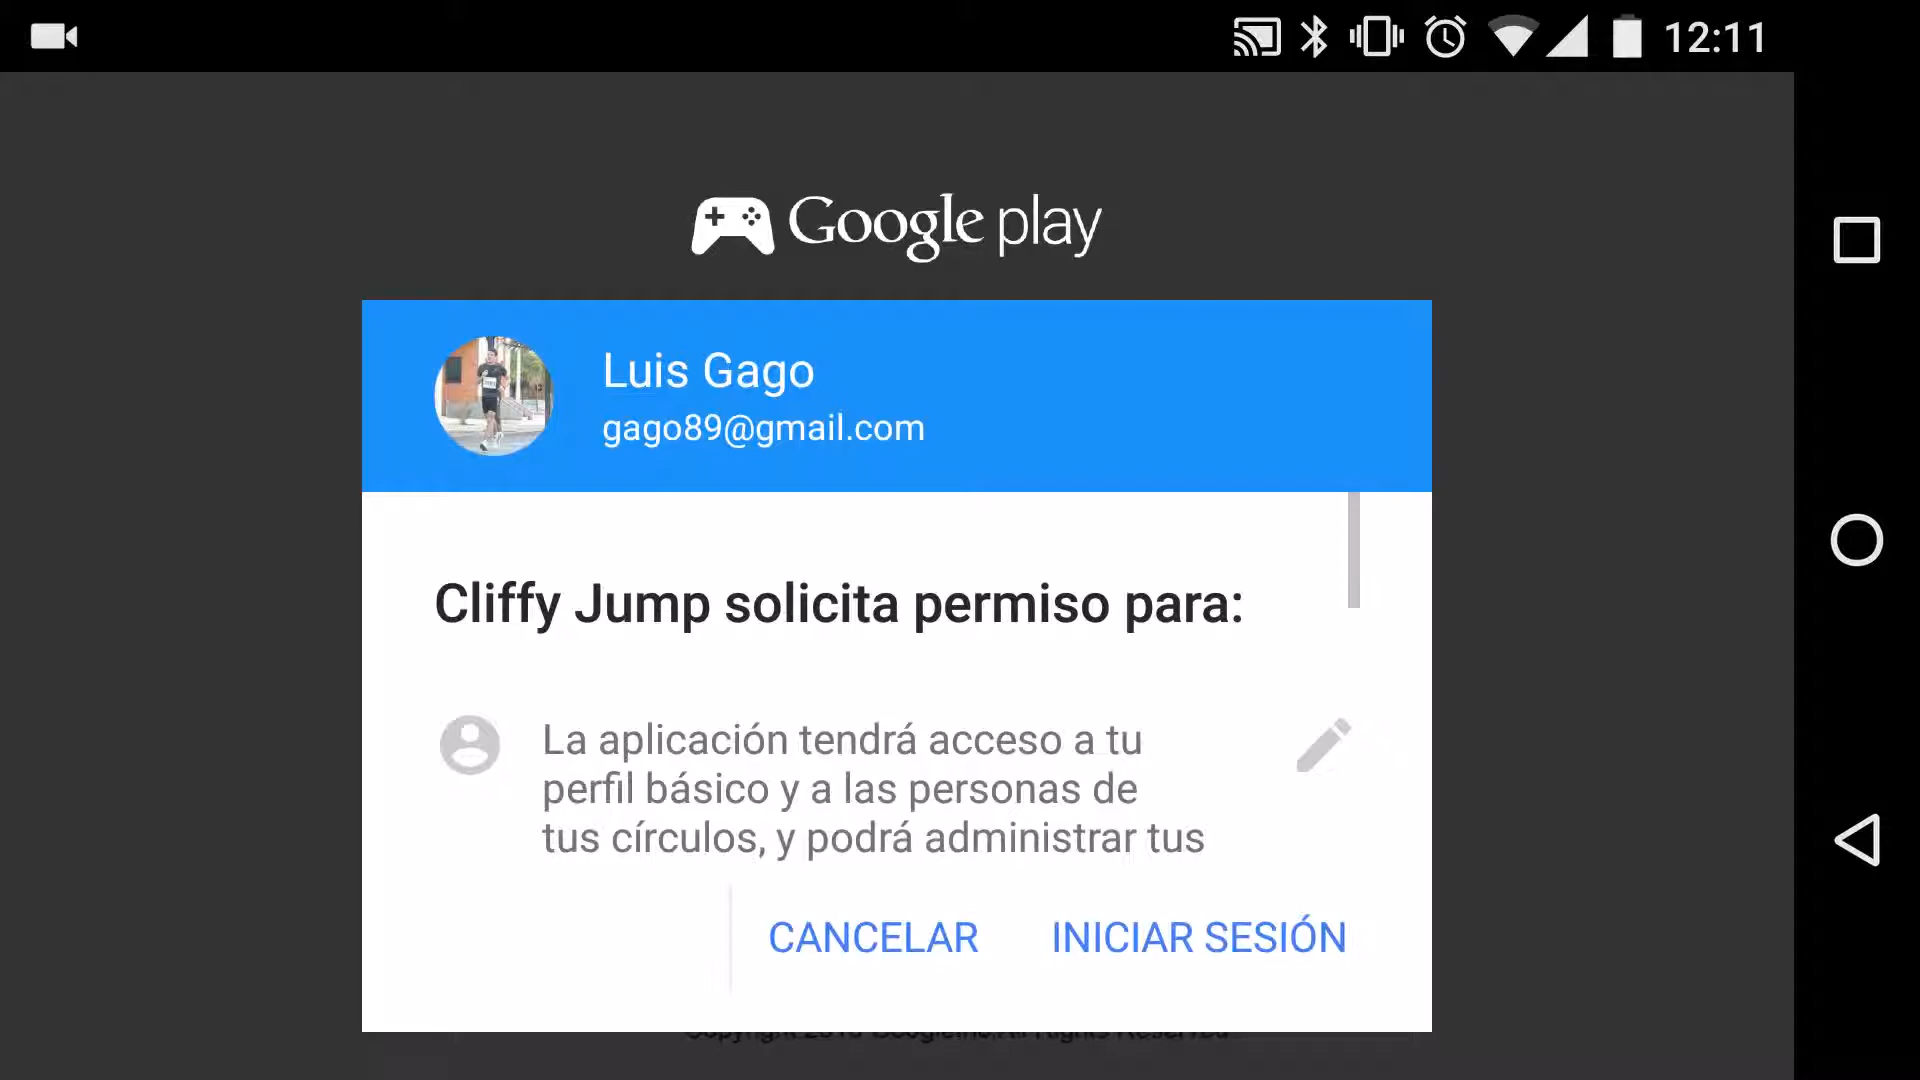 12:11
Google play
Luis Gago
gago89@gmail.com
Cliffy Jump solicita permiso para:
La aplicación tendrá acceso a tu
perfil básico y a las personas de
tus círculos, y podrá administrar tus
CANCELAR INICIAR SESIÓN